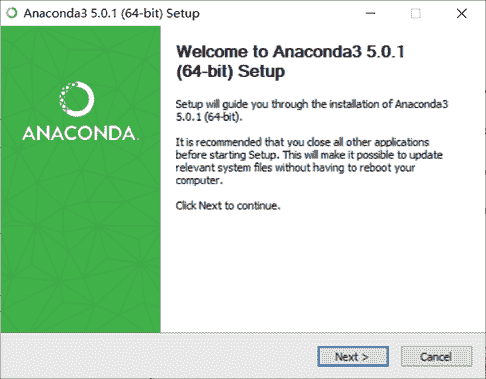 Anaconda3 5.0.1 (64-bit) Setup
Welcome to Anaconda3 5.0.1
(64-bit) Setup
Setup will guide you through the installation of Anaconda3
5.0.1 (64-bit).
It is recommended that you close all other applications
before starting Setup. This will make it possible to update
relevant system files without having to reboot your
computer.
Click Next to continue.
ANACONDA.
Next >
Cancel